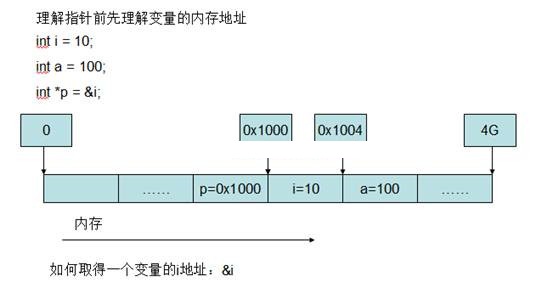 理解指针前先理解变量的内存地址
int i = 10;
int a = 100;
int *p = &i;
0 0x1000 0x1004 4G
…… p=0x1000 i=10 a=100 ……
内存
如何取得一个变量的i地址：&i